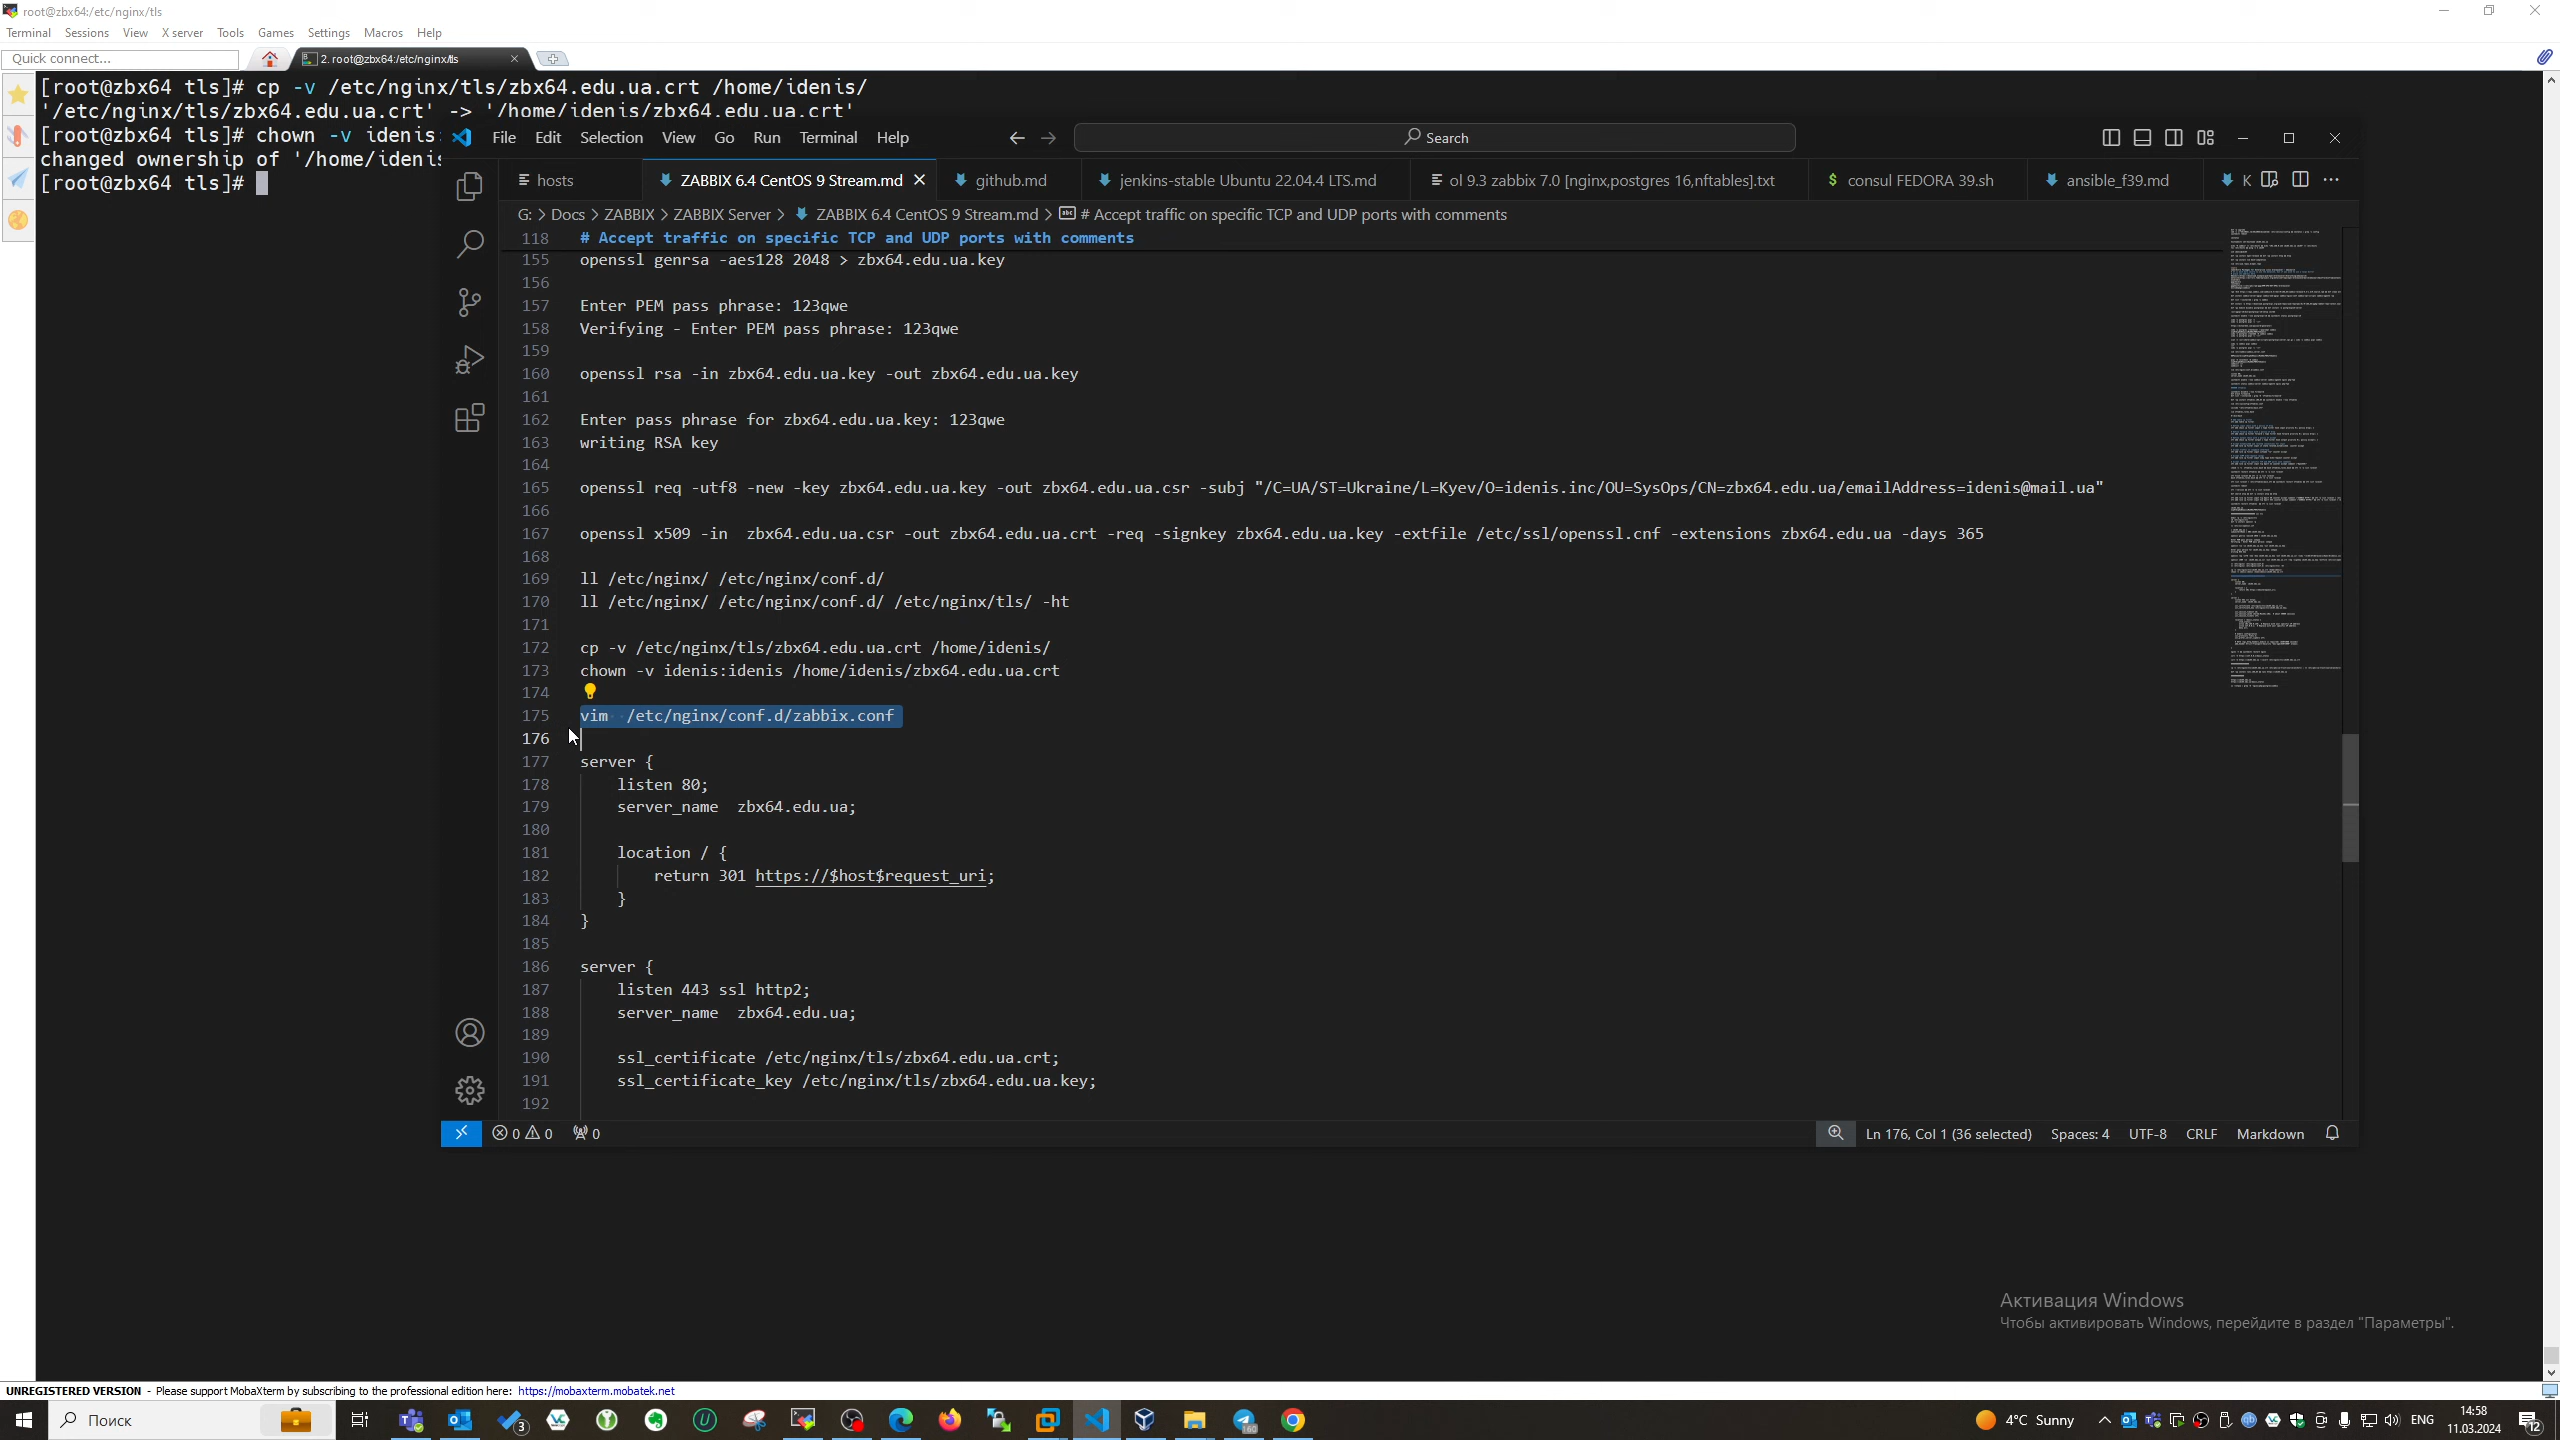 root@zbx64:/etc/nginx/tls
Terminal Sessions View X server Tools Games Settings Macros Help
Quick connect...
2. root@zbx64:/etc/nginx/tls
[root@zbx64 tls]# cp -v /etc/nginx/tls/zbx64.edu.ua.crt /home/idenis/
'/etc/nginx/tls/zbx64.edu.ua.crt' -> '/home/idenis/zbx64.edu.ua.crt'
[root@zbx64 tls]# chown -v idenis:
changed ownership of '/home/idenis
[root@zbx64 tls]#
File Edit Selection View Go Run Terminal Help
Search
hosts
ZABBIX 6.4 CentOS 9 Stream.md
github.md
jenkins-stable Ubuntu 22.04.4 LTS.md
ol 9.3 zabbix 7.0 [nginx,postgres 16,nftables].txt
consul FEDORA 39.sh
ansible_f39.md
K
G: > Docs > ZABBIX > ZABBIX Server > ZABBIX 6.4 CentOS 9 Stream.md > # Accept traffic on specific TCP and UDP ports with comments
118 # Accept traffic on specific TCP and UDP ports with comments
155 openssl genrsa -aes128 2048 > zbx64.edu.ua.key
156
157 Enter PEM pass phrase: 123qwe
158 Verifying - Enter PEM pass phrase: 123qwe
159
160 openssl rsa -in zbx64.edu.ua.key -out zbx64.edu.ua.key
161
162 Enter pass phrase for zbx64.edu.ua.key: 123qwe
163 writing RSA key
164
165 openssl req -utf8 -new -key zbx64.edu.ua.key -out zbx64.edu.ua.csr -subj "/C=UA/ST=Ukraine/L=Kyev/O=idenis.inc/OU=SysOps/CN=zbx64.edu.ua/emailAddress=idenis@mail.ua"
166
167 openssl x509 -in  zbx64.edu.ua.csr -out zbx64.edu.ua.crt -req -signkey zbx64.edu.ua.key -extfile /etc/ssl/openssl.cnf -extensions zbx64.edu.ua -days 365
168
169 ll /etc/nginx/ /etc/nginx/conf.d/
170 ll /etc/nginx/ /etc/nginx/conf.d/ /etc/nginx/tls/ -ht
171
172 cp -v /etc/nginx/tls/zbx64.edu.ua.crt /home/idenis/
173 chown -v idenis:idenis /home/idenis/zbx64.edu.ua.crt
174
175 vim  /etc/nginx/conf.d/zabbix.conf
176
177 server {
178 listen 80;
179 server_name  zbx64.edu.ua;
180
181 location / {
182 return 301 https://$host$request_uri;
183 }
184 }
185
186 server {
187 listen 443 ssl http2;
188 server_name  zbx64.edu.ua;
189
190 ssl_certificate /etc/nginx/tls/zbx64.edu.ua.crt;
191 ssl_certificate_key /etc/nginx/tls/zbx64.edu.ua.key;
192
0 0 0
Ln 176, Col 1 (36 selected) Spaces: 4 UTF-8 CRLF Markdown
Активация Windows
Чтобы активировать Windows, перейдите в раздел "Параметры".
UNREGISTERED VERSION - Please support MobaXterm by subscribing to the professional edition here: https://mobaxterm.mobatek.net
Поиск
3
160
4°C Sunny
ENG
14:58
11.03.2024
12